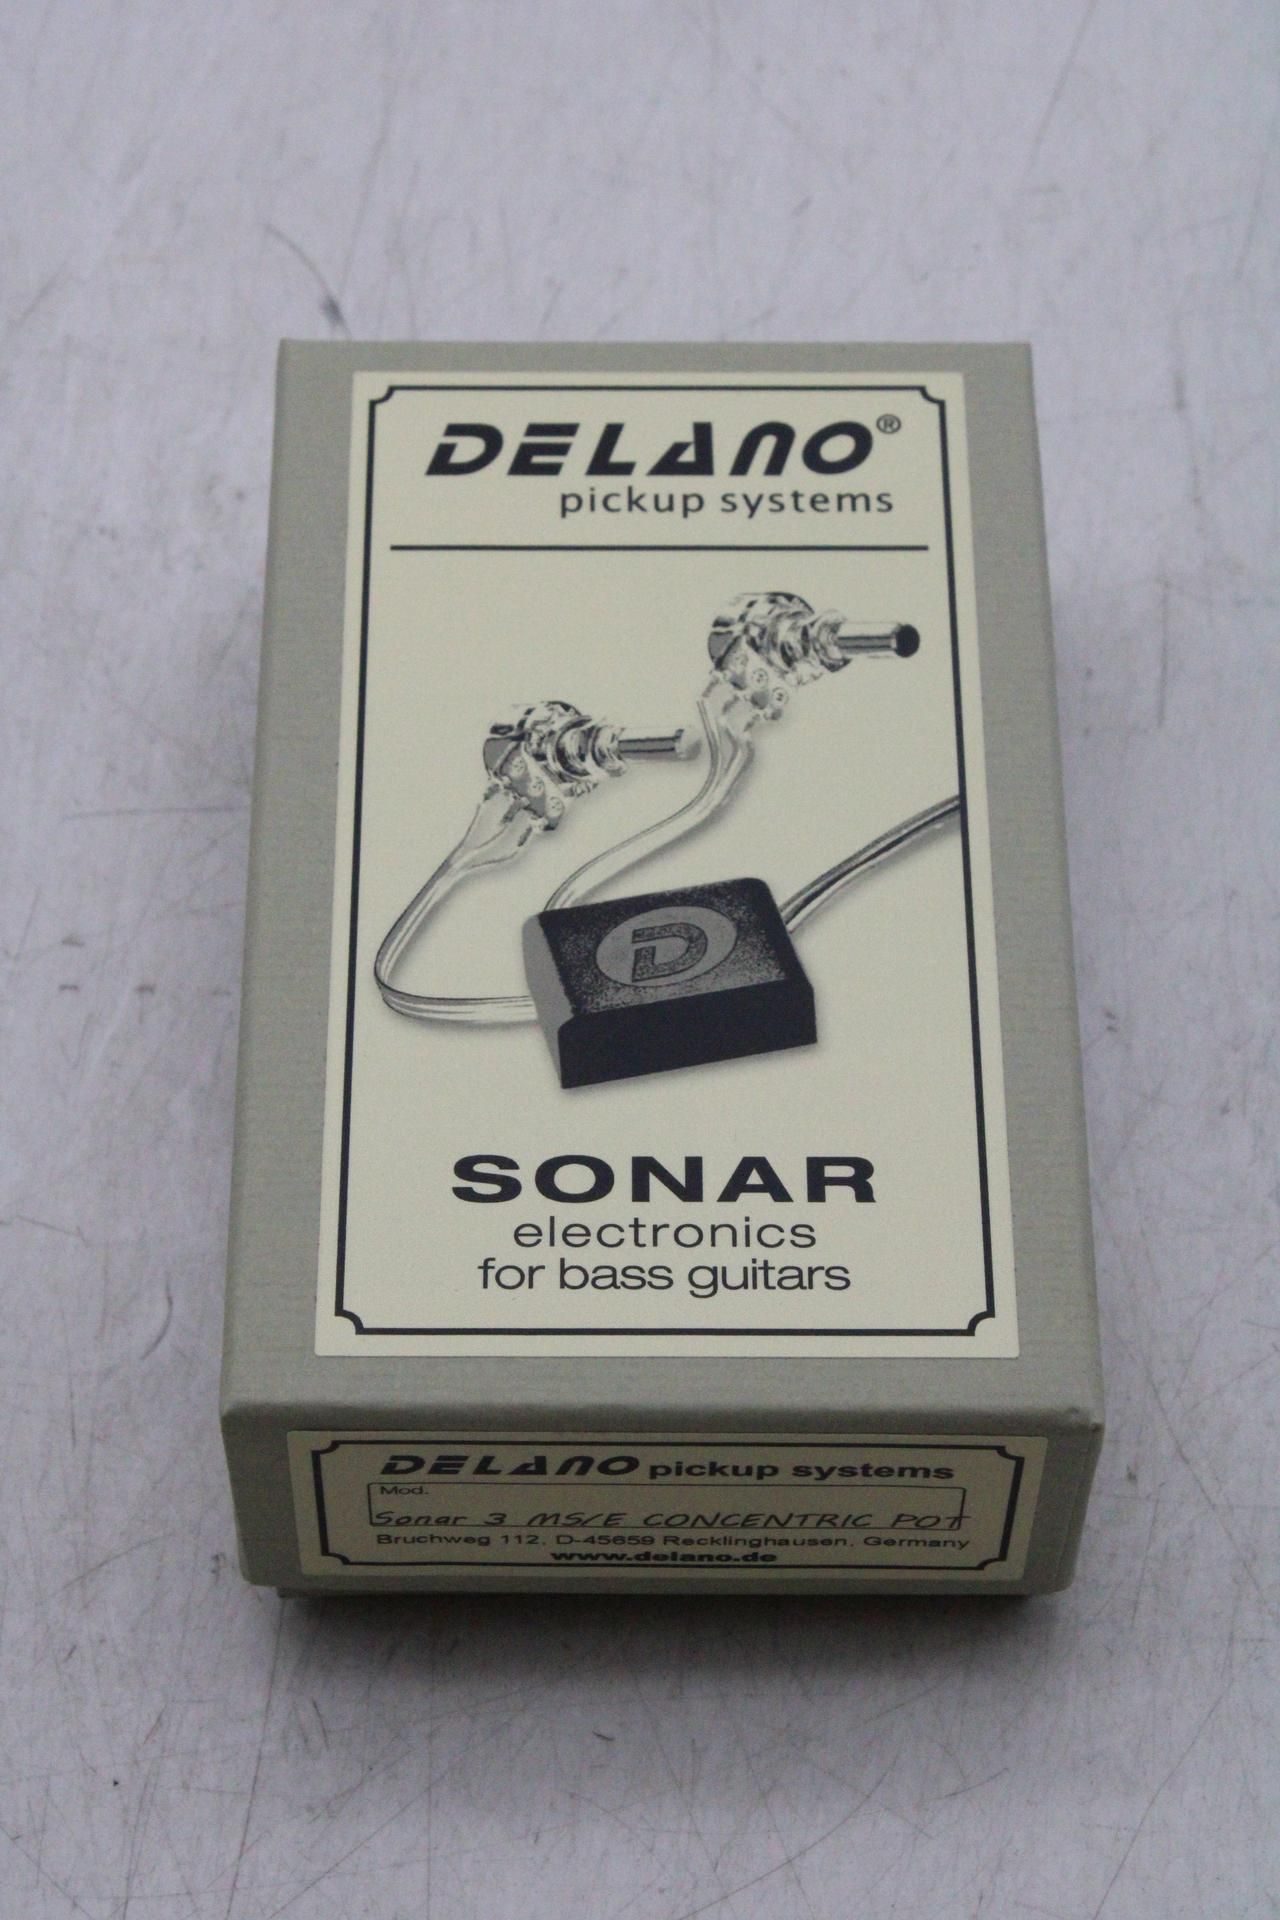 DELANO®
pickup systems
D
SONAR
electronics
for bass guitars
DELANO pickup systems
Mod.
Sonar 3 MS/E CONCENTRIC POT
Bruchweg 112, D-45659 Recklinghausen, Germany
www.delano.de